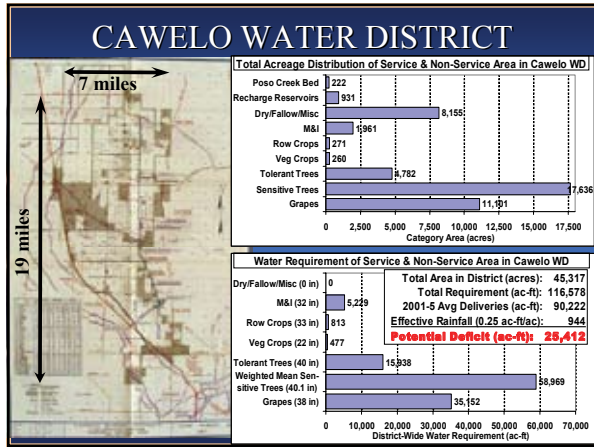 CAWELO WATER DISTRICT
7 miles
19 miles
Total Acreage Distribution of Service & Non-Service Area in Cawelo WD
Poso Creek Bed 222
Recharge Reservoirs 931
Dry/Fallow/Misc 8,155
M&I 1,961
Row Crops 271
Veg Crops 260
Tolerant Trees 4,782
Sensitive Trees 17,636
Grapes 11,101
0 2,500 5,000 7,500 10,000 12,500 15,000 17,500
Category Area (acres)
Water Requirement of Service & Non-Service Area in Cawelo WD
Dry/Fallow/Misc (0 in) 0
M&I (32 in) 5,229
Row Crops (33 in) 813
Veg Crops (22 in) 477
Tolerant Trees (40 in) 15,938
Weighted Mean Sen-
sitive Trees (40.1 in) 58,969
Grapes (38 in) 35,152
Total Area in District (acres): 45,317
Total Requirement (ac-ft): 116,578
2001-5 Avg Deliveries (ac-ft): 90,222
Effective Rainfall (0.25 ac-ft/ac): 944
Potential Deficit (ac-ft): 25,412
0 10,000 20,000 30,000 40,000 50,000 60,000 70,000
District-Wide Water Requirement (ac-ft)